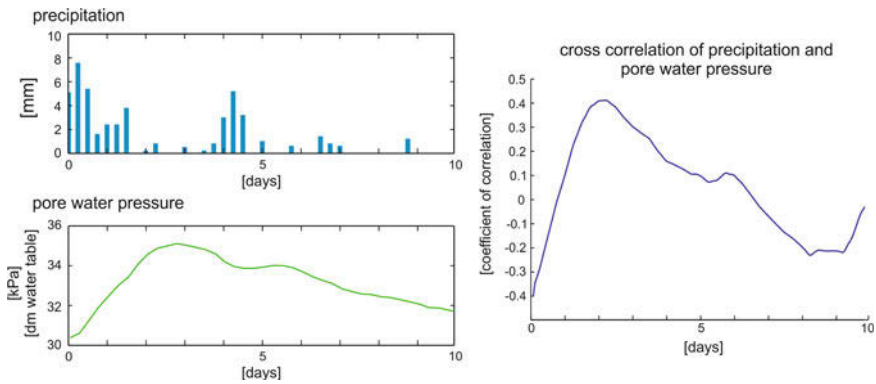 precipitation
10
8
6
4
2
0
[mm]
0 5 10
[days]
pore water pressure
36
34
32
30
[kPa]
[dm water table]
0 5 10
[days]
cross correlation of precipitation and
pore water pressure
0.5
0.4
0.3
0.2
0.1
0
-0.1
-0.2
-0.3
-0.4
[coefficient of correlation]
0 5 10
[days]